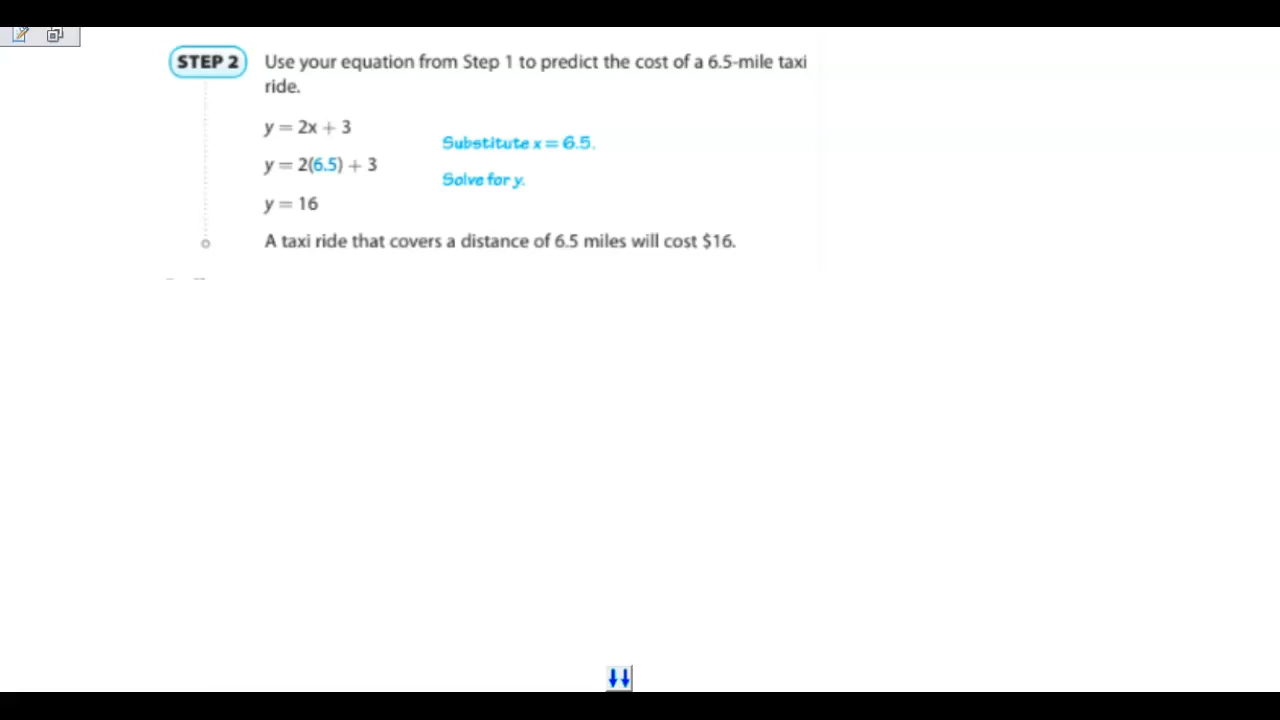 STEP 2 Use your equation from Step 1 to predict the cost of a 6.5-mile taxi
ride.
y = 2x + 3
Substitute x = 6.5.
y = 2(6.5) + 3
Solve for y.
y = 16
A taxi ride that covers a distance of 6.5 miles will cost $16.